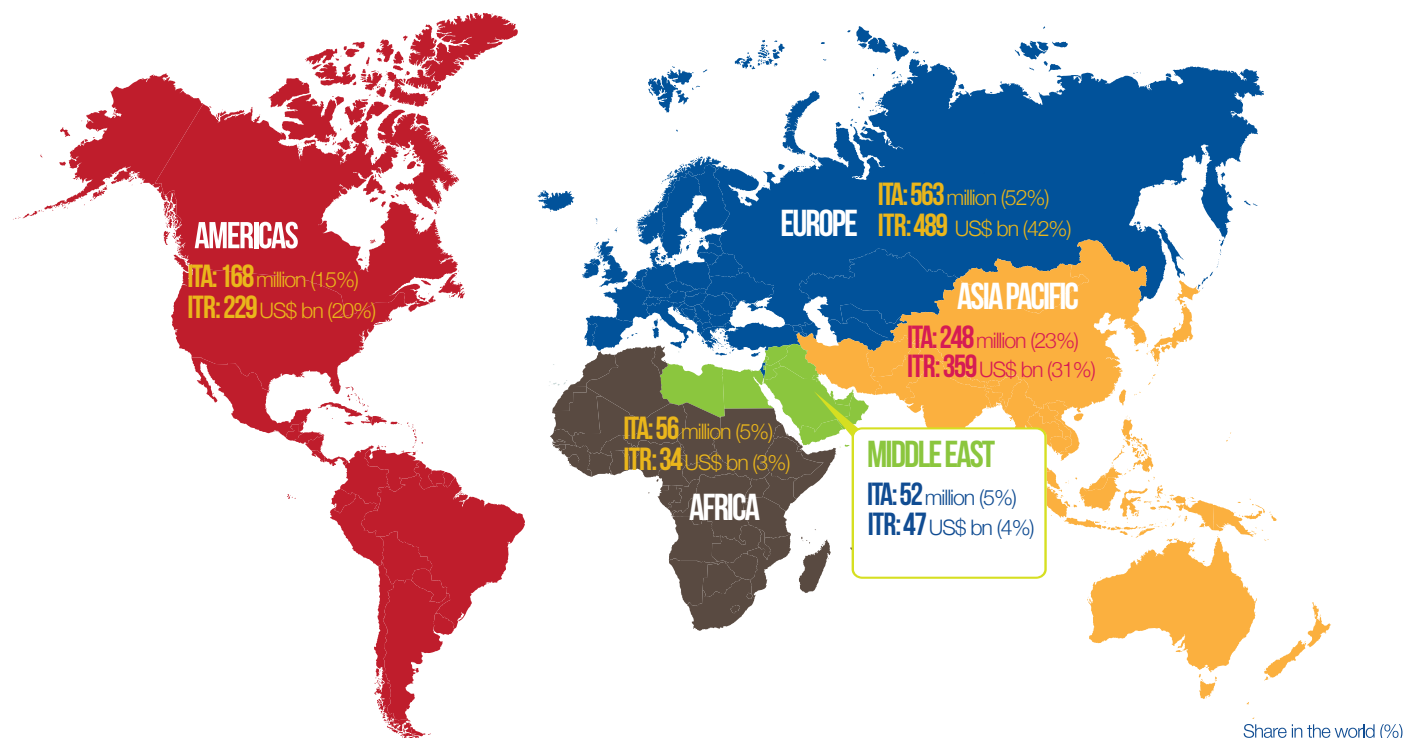 AMERICAS
ITA: 168 million (15%)
ITR: 229 US$ bn (20%)
EUROPE
ITA: 563 million (52%)
ITR: 489 US$ bn (42%)
ASIA PACIFIC
ITA: 248 million (23%)
ITR: 359 US$ bn (31%)
ITA: 56 million (5%)
ITR: 34 US$ bn (3%)
AFRICA
MIDDLE EAST
ITA: 52 million (5%)
ITR: 47 US$ bn (4%)
Share in the world (%)